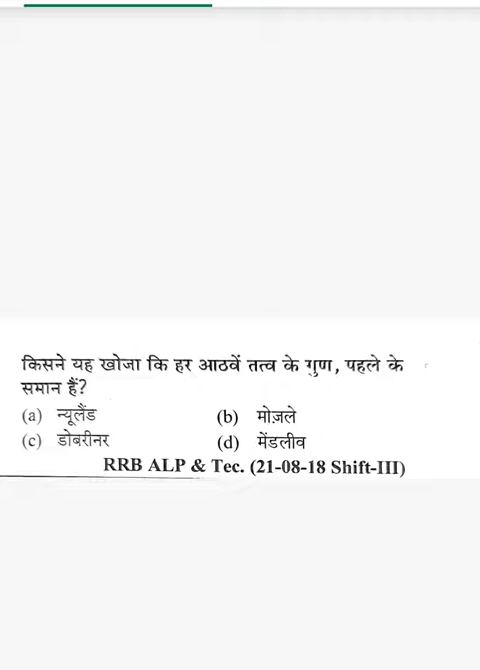 किसने यह खोजा कि हर आठवें तत्व के गुण, पहले के
समान हैं?
(a) न्यूलैंड (b) मोज़ले
(c) डोबरीनर (d) मेंडलीव
RRB ALP & Tec. (21-08-18 Shift-III)